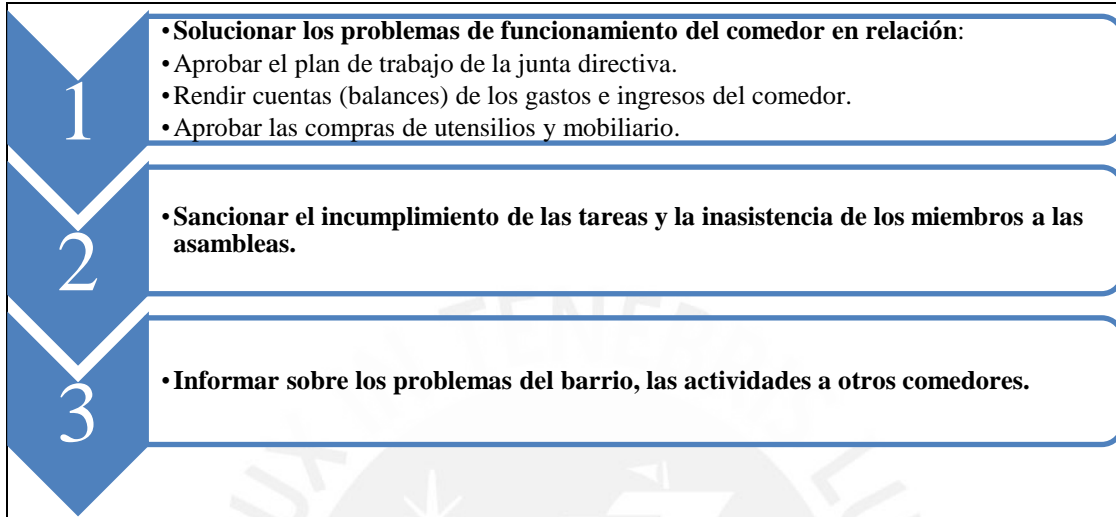 1
•Solucionar los problemas de funcionamiento del comedor en relación:
•Aprobar el plan de trabajo de la junta directiva.
•Rendir cuentas (balances) de los gastos e ingresos del comedor.
•Aprobar las compras de utensilios y mobiliario.
2
•Sancionar el incumplimiento de las tareas y la inasistencia de los miembros a las
asambleas.
3
•Informar sobre los problemas del barrio, las actividades a otros comedores.